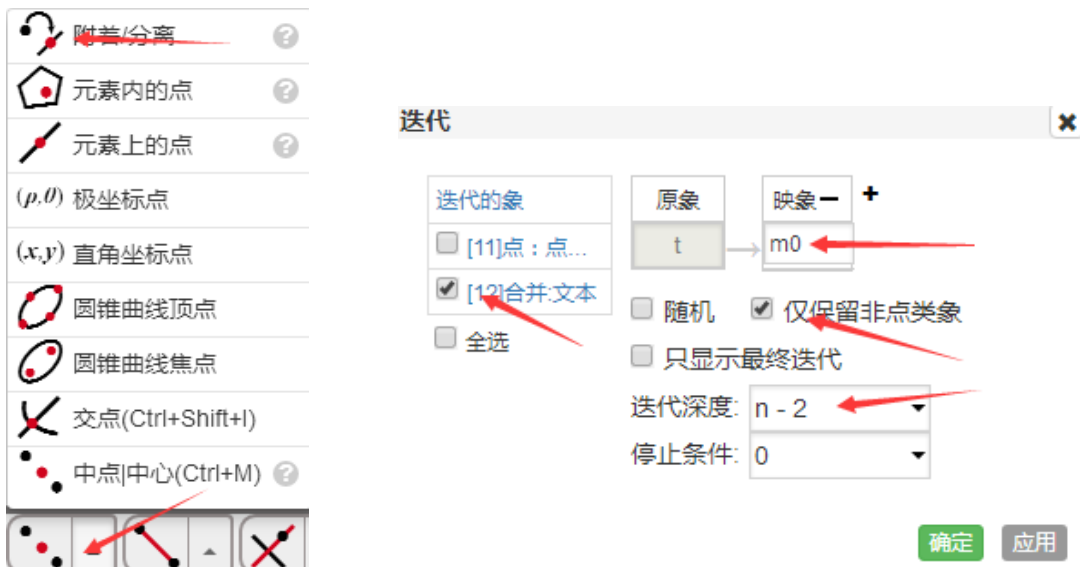 附着/分离
元素内的点
元素上的点
(ρ,θ) 极坐标点
(x,y) 直角坐标点
圆锥曲线顶点
圆锥曲线焦点
交点(Ctrl+Shift+I)
中点|中心(Ctrl+M)
迭代
迭代的象
[11]点：点...
[12]合并:文本
全选
原象
映象
t
m0
随机
仅保留非点类象
只显示最终迭代
迭代深度: n - 2
停止条件: 0
确定
应用